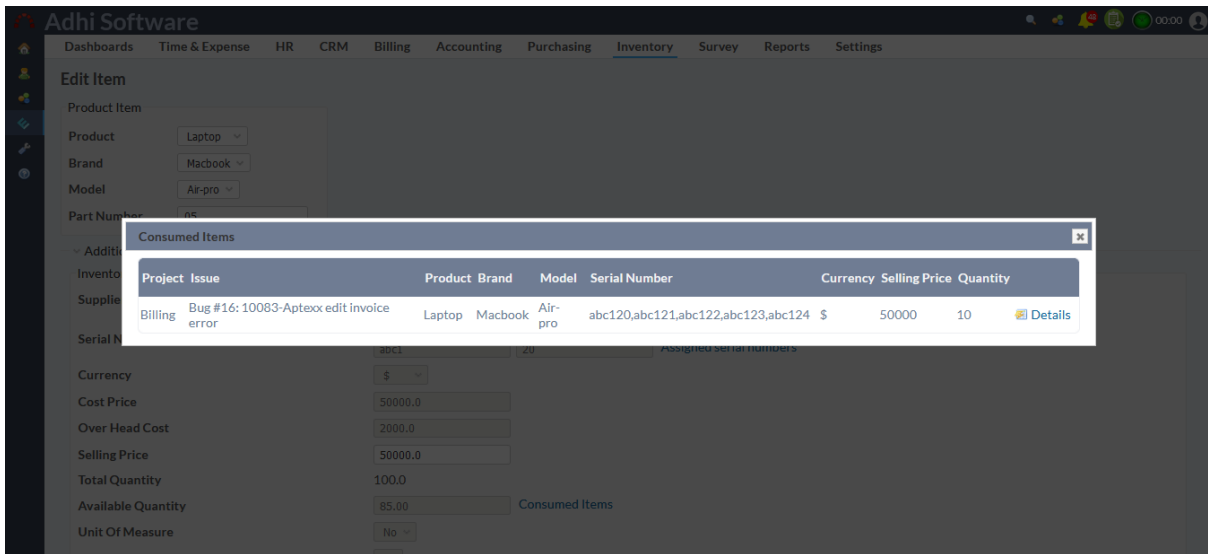 Adhi Software
00:00
Dashboards Time & Expense HR CRM Billing Accounting Purchasing Inventory Survey Reports Settings
Edit Item
Product Item
Product Laptop
Brand Macbook
Model Air-pro
Part Number 05
Consumed Items
Project Issue Product Brand Model Serial Number Currency Selling Price Quantity
Billing Bug #16: 10083-Aptexx edit invoice error Laptop Macbook Air-pro abc120,abc121,abc122,abc123,abc124 $ 50000 10 Details
abc1 20 Assigned serial numbers
Currency $
Cost Price 50000.0
Over Head Cost 2000.0
Selling Price 50000.0
Total Quantity 100.0
Available Quantity 85.00 Consumed Items
Unit Of Measure No